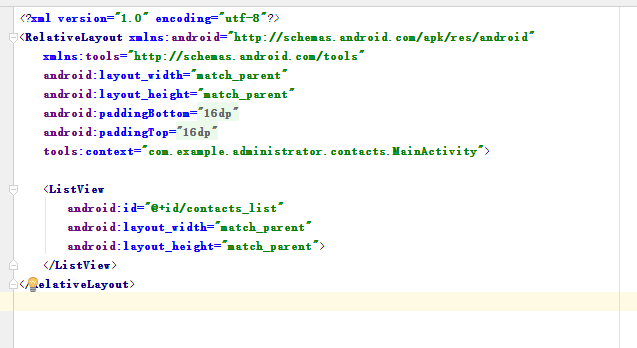 <?xml version="1.0" encoding="utf-8"?>
<RelativeLayout xmlns:android="http://schemas.android.com/apk/res/android"
    xmlns:tools="http://schemas.android.com/tools"
    android:layout_width="match_parent"
    android:layout_height="match_parent"
    android:paddingBottom="16dp"
    android:paddingTop="16dp"
    tools:context="com.example.administrator.contacts.MainActivity">

    <ListView
        android:id="@+id/contacts_list"
        android:layout_width="match_parent"
        android:layout_height="match_parent">
    </ListView>
</RelativeLayout>